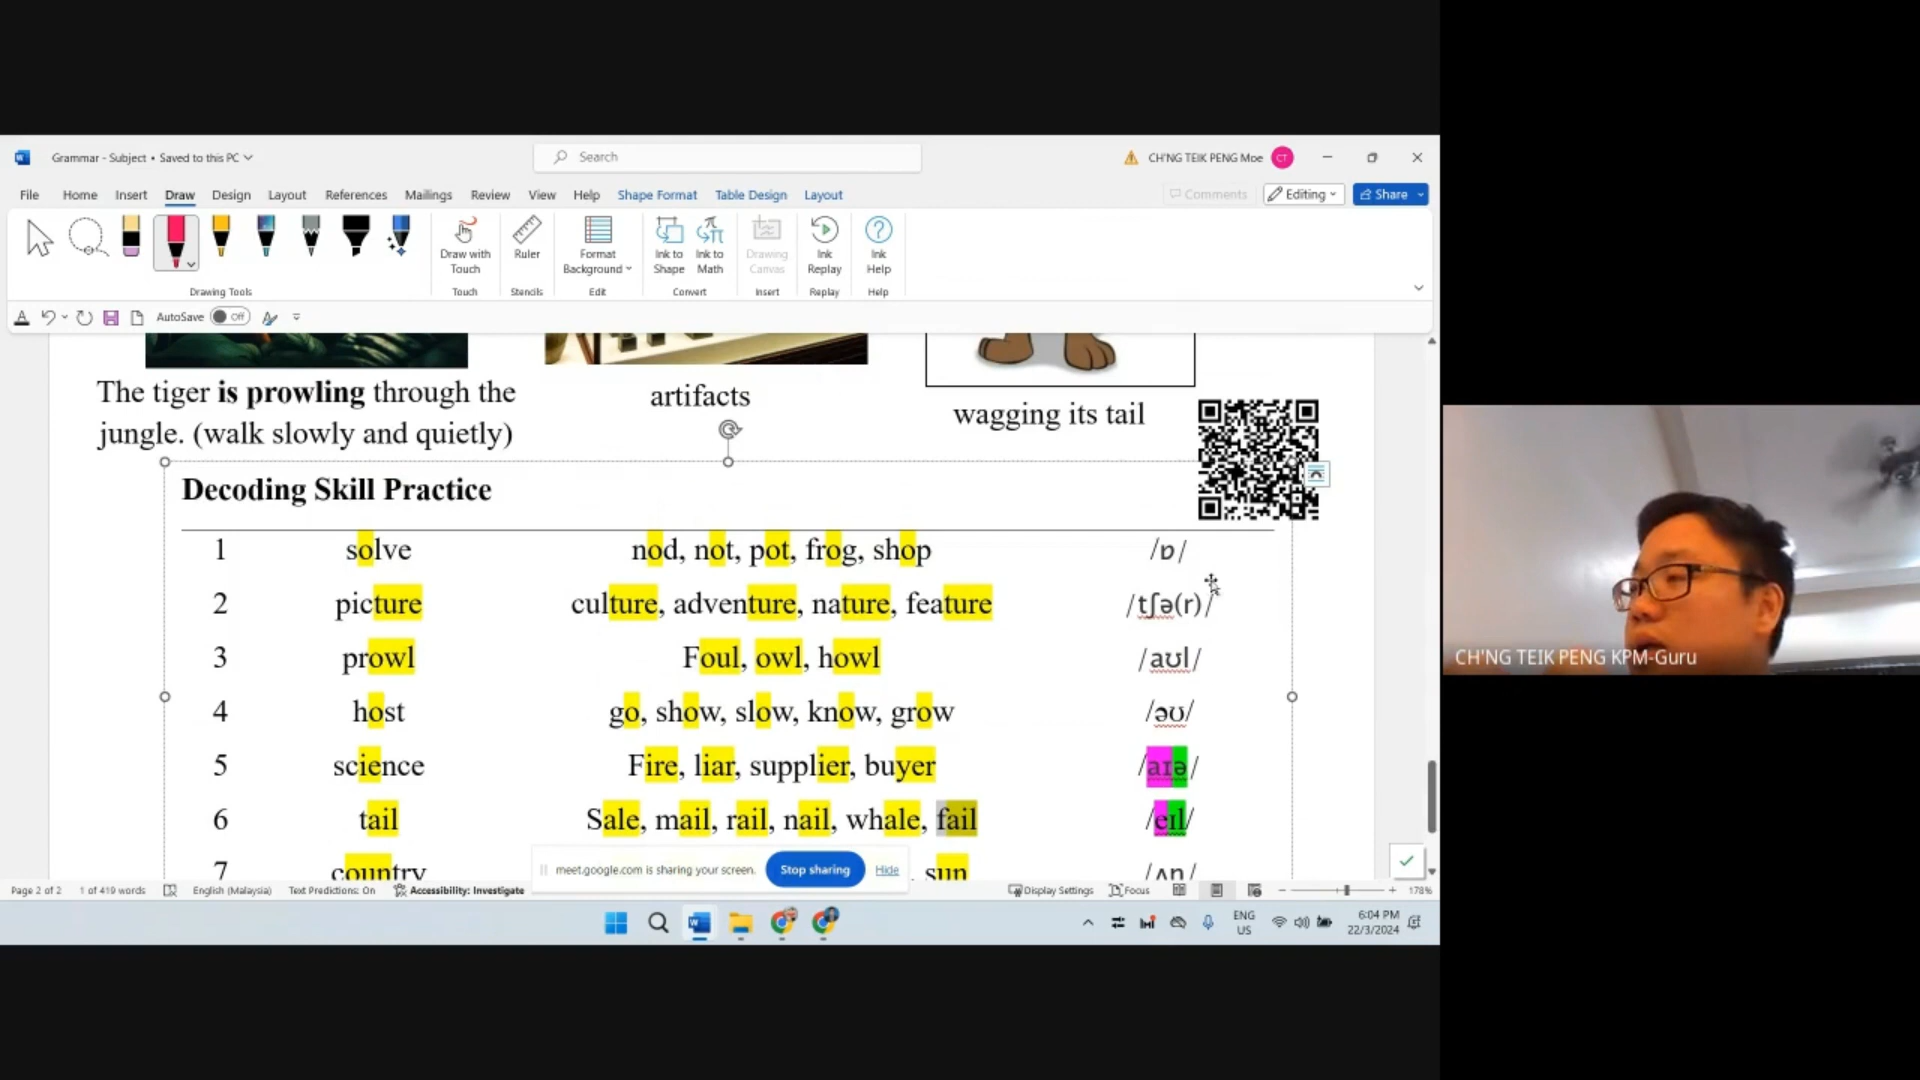 Grammar - Subject • Saved to this PC
Search
CH'NG TEIK PENG Moe
CT
File Home Insert Draw Design Layout References Mailings Review View Help Shape Format Table Design Layout
Comments
Editing
Share
Draw with Touch
Ruler
Format Background
Ink to Shape
Ink to Math
Drawing Canvas
Ink Replay
Ink Help
Drawing Tools
Touch
Stencils
Edit
Convert
Insert
Replay
Help
AutoSave Off
The tiger is prowling through the
jungle. (walk slowly and quietly)
artifacts
wagging its tail
Decoding Skill Practice
1 solve nod, not, pot, frog, shop /ɒ/
2 picture culture, adventure, nature, feature /tʃə(r)/
3 prowl Foul, owl, howl /aʊl/
4 host go, show, slow, know, grow /əʊ/
5 science Fire, liar, supplier, buyer /aɪə/
6 tail Sale, mail, rail, nail, whale, fail /eɪl/
7 country sun /ʌn/
meet.google.com is sharing your screen. Stop sharing Hide
Page 2 of 2 1 of 419 words English (Malaysia) Text Predictions: On Accessibility: Investigate Display Settings Focus 178%
ENG
US
6:04 PM
22/3/2024
CH'NG TEIK PENG KPM-Guru